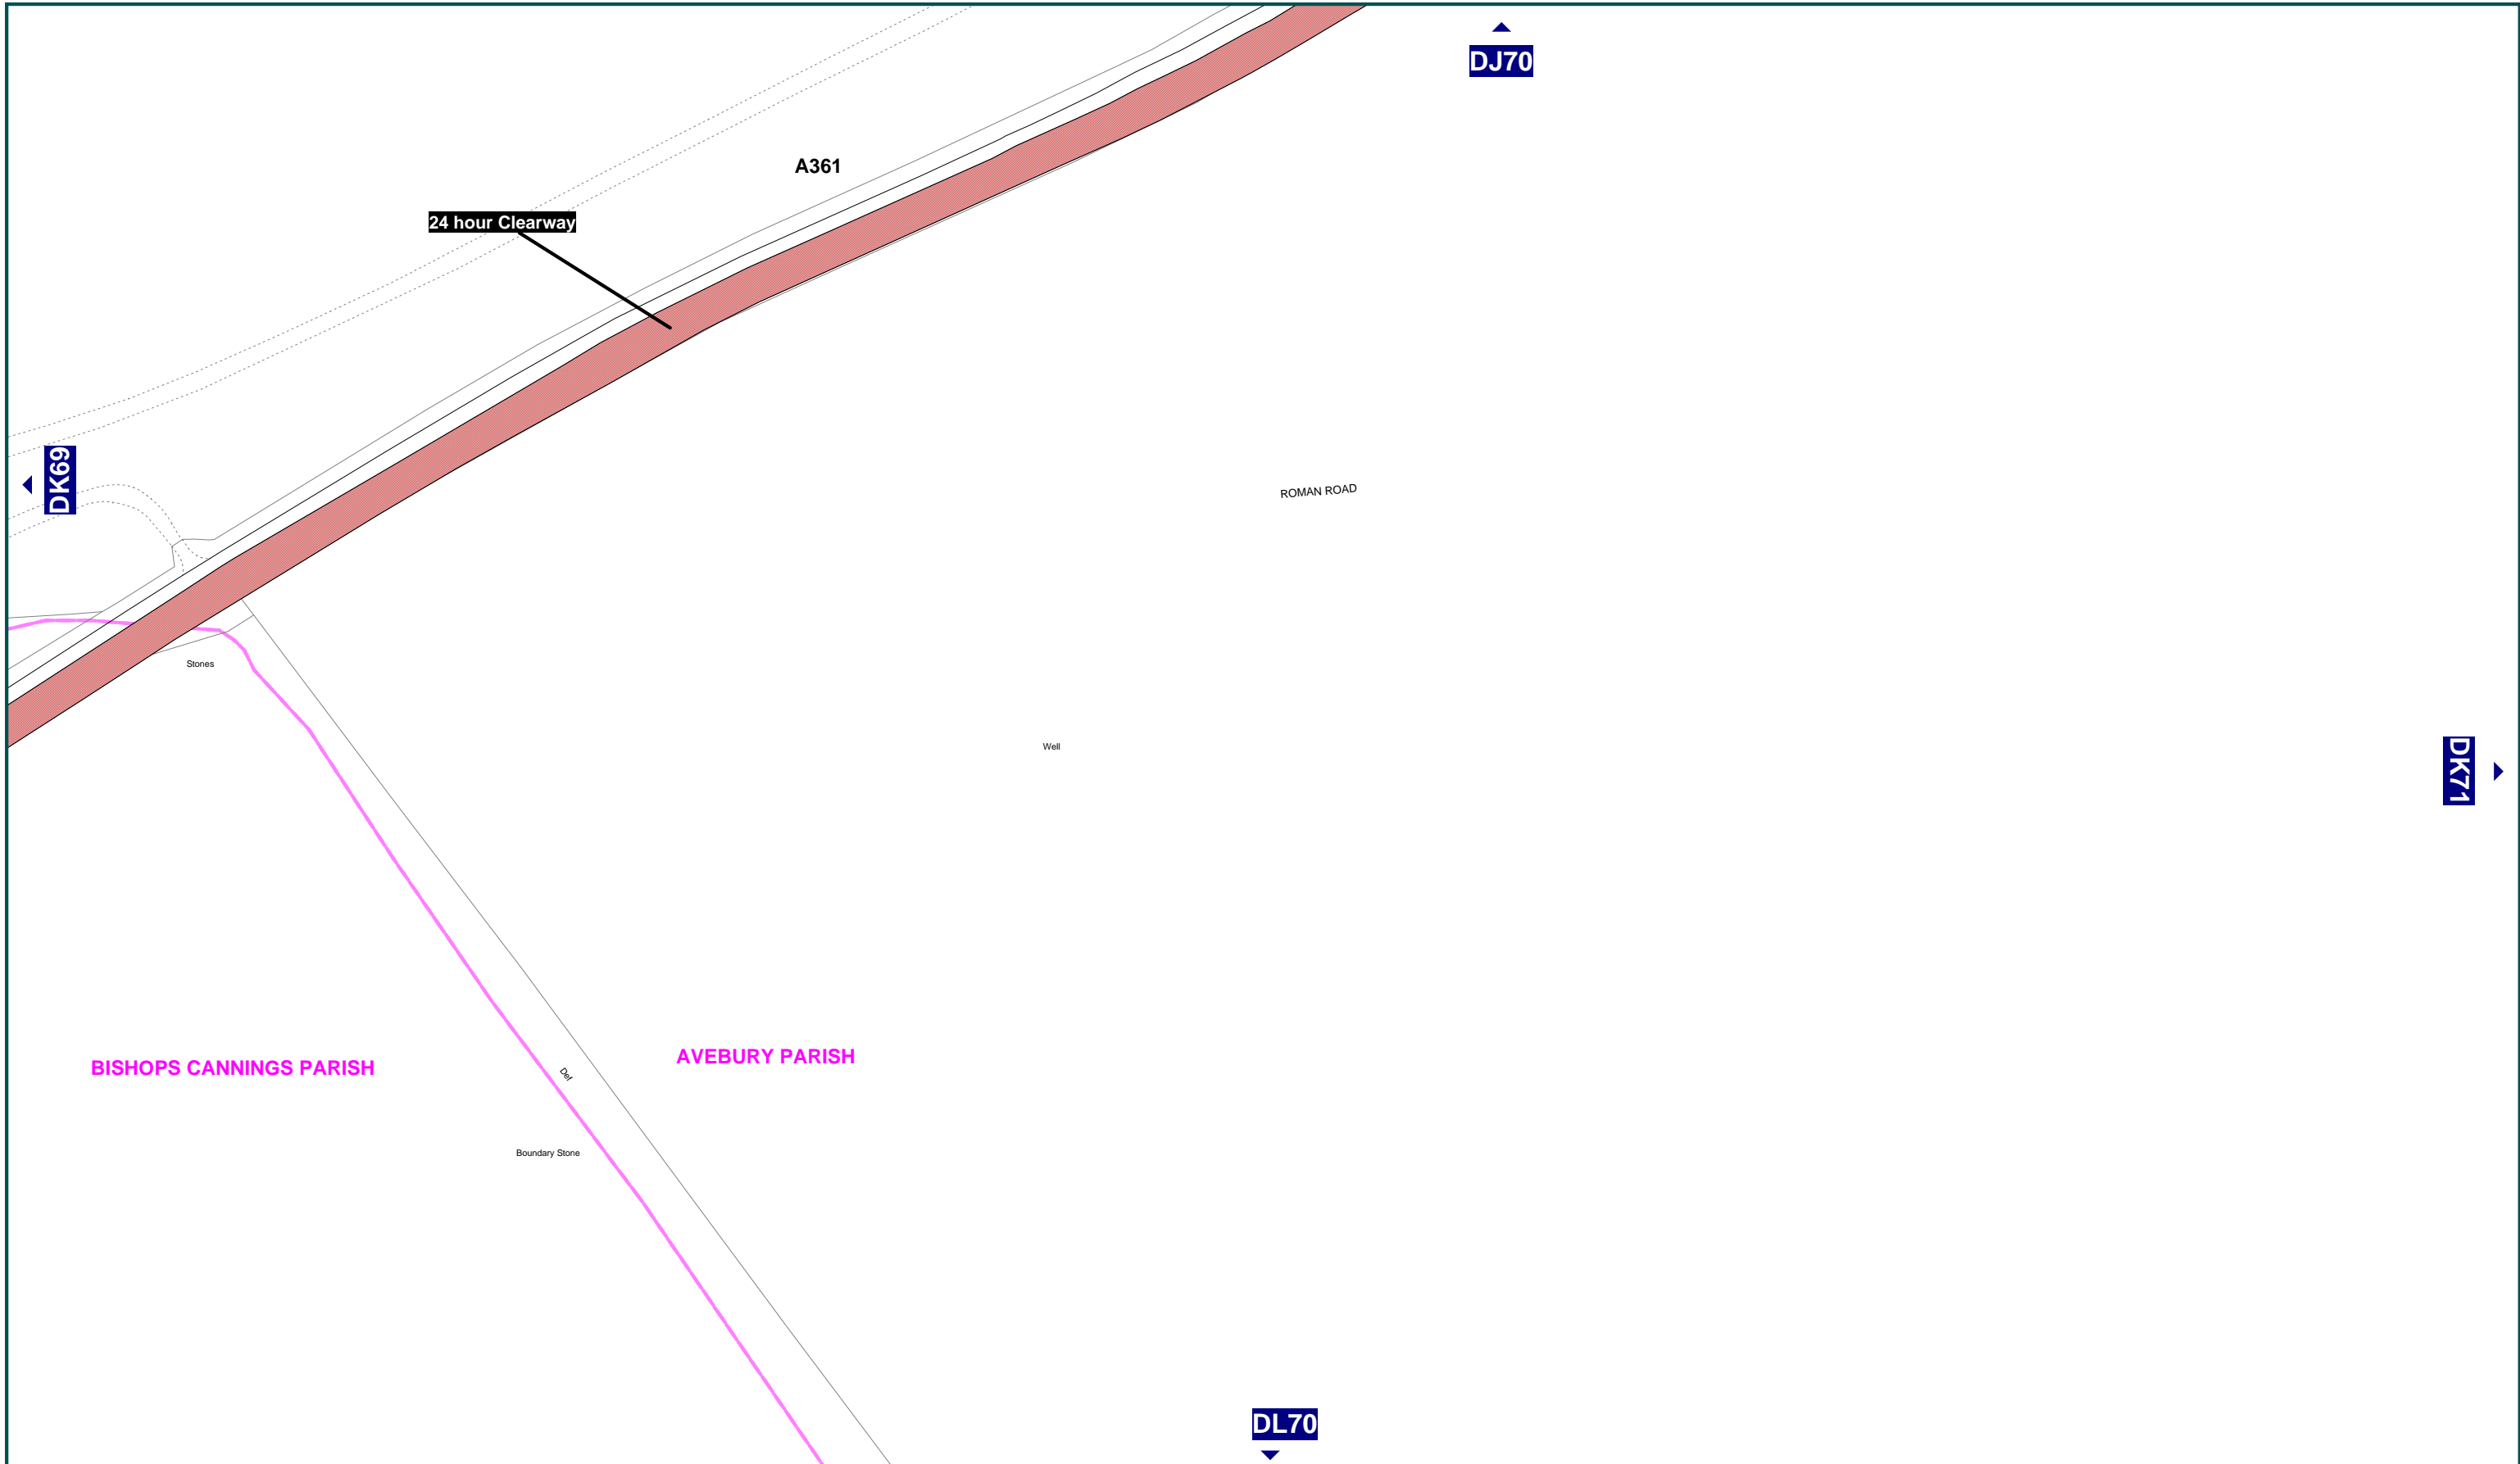 DJ70
A361
24 hour Clearway
DK69
ROMAN ROAD
Stones
Well
DK71
AVEBURY PARISH
BISHOPS CANNINGS PARISH
Def
Boundary Stone
DL70